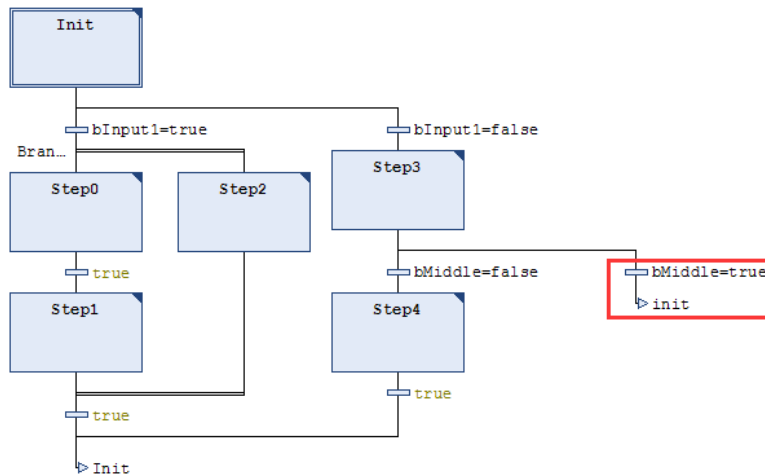 Init
bInput1=true
bInput1=false
Bran...
Step0
Step2
Step3
true
bMiddle=false
bMiddle=true
Step1
Step4
init
true
true
Init